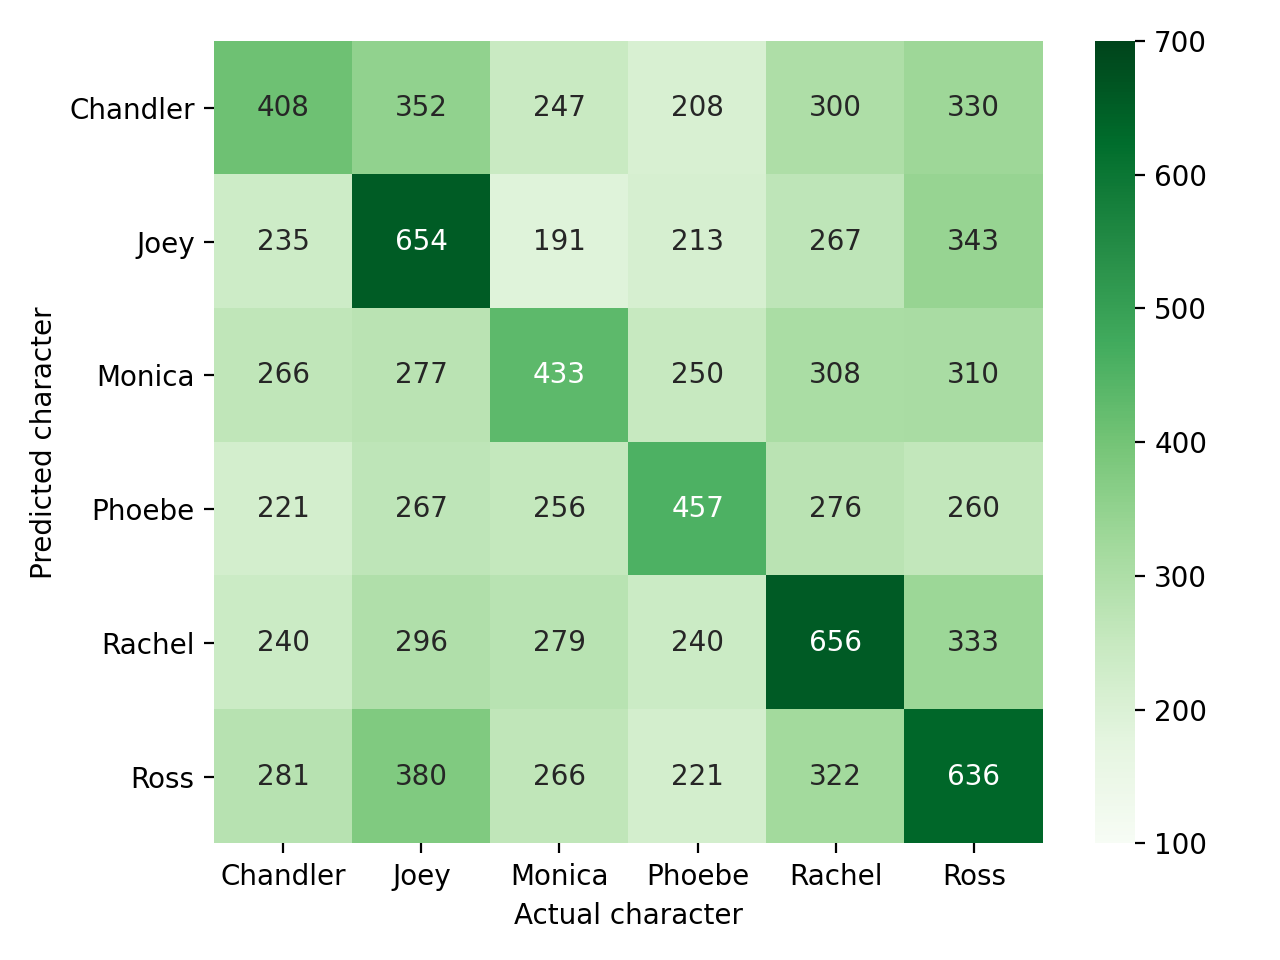 Predicted character
Chandler 408 352 247 208 300 330
Joey 235 654 191 213 267 343
Monica 266 277 433 250 308 310
Phoebe 221 267 256 457 276 260
Rachel 240 296 279 240 656 333
Ross 281 380 266 221 322 636
Chandler Joey Monica Phoebe Rachel Ross
Actual character
700
600
500
400
300
200
100